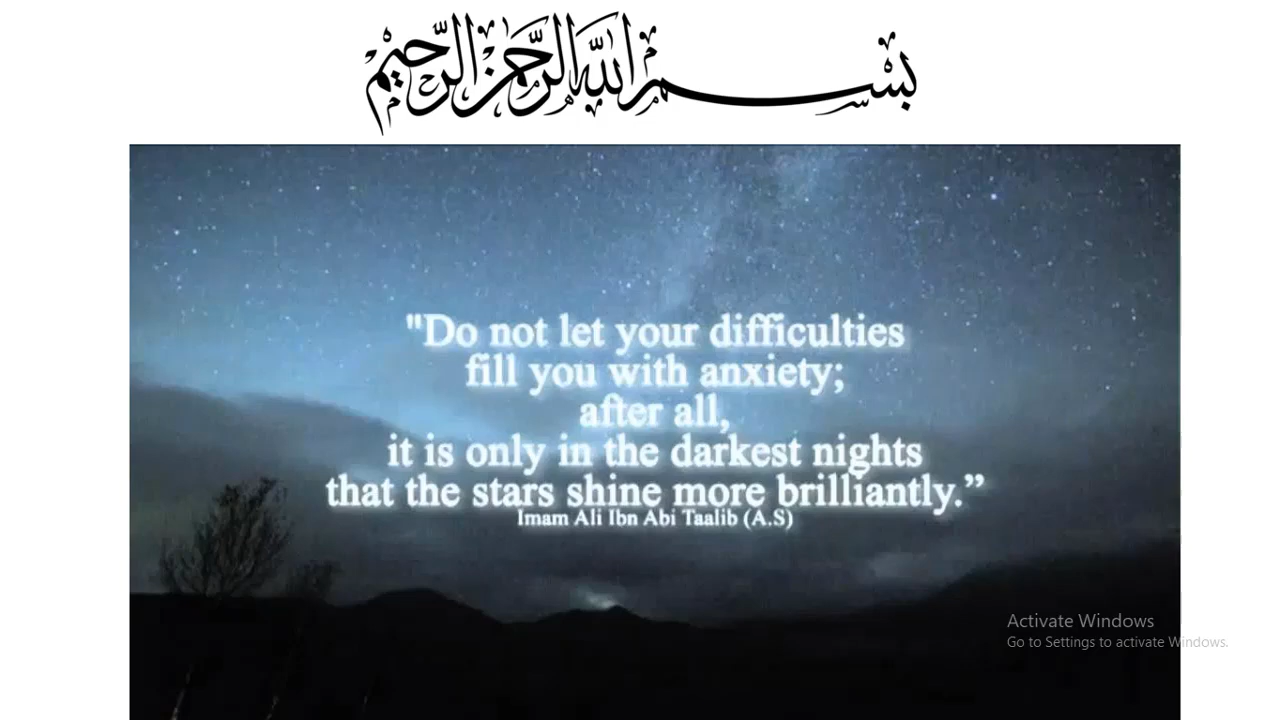 بسم الله الرحمن الرحيم
"Do not let your difficulties
fill you with anxiety;
after all,
it is only in the darkest nights
that the stars shine more brilliantly.”
Imam Ali Ibn Abi Taalib (A.S)
Activate Windows
Go to Settings to activate Windows.